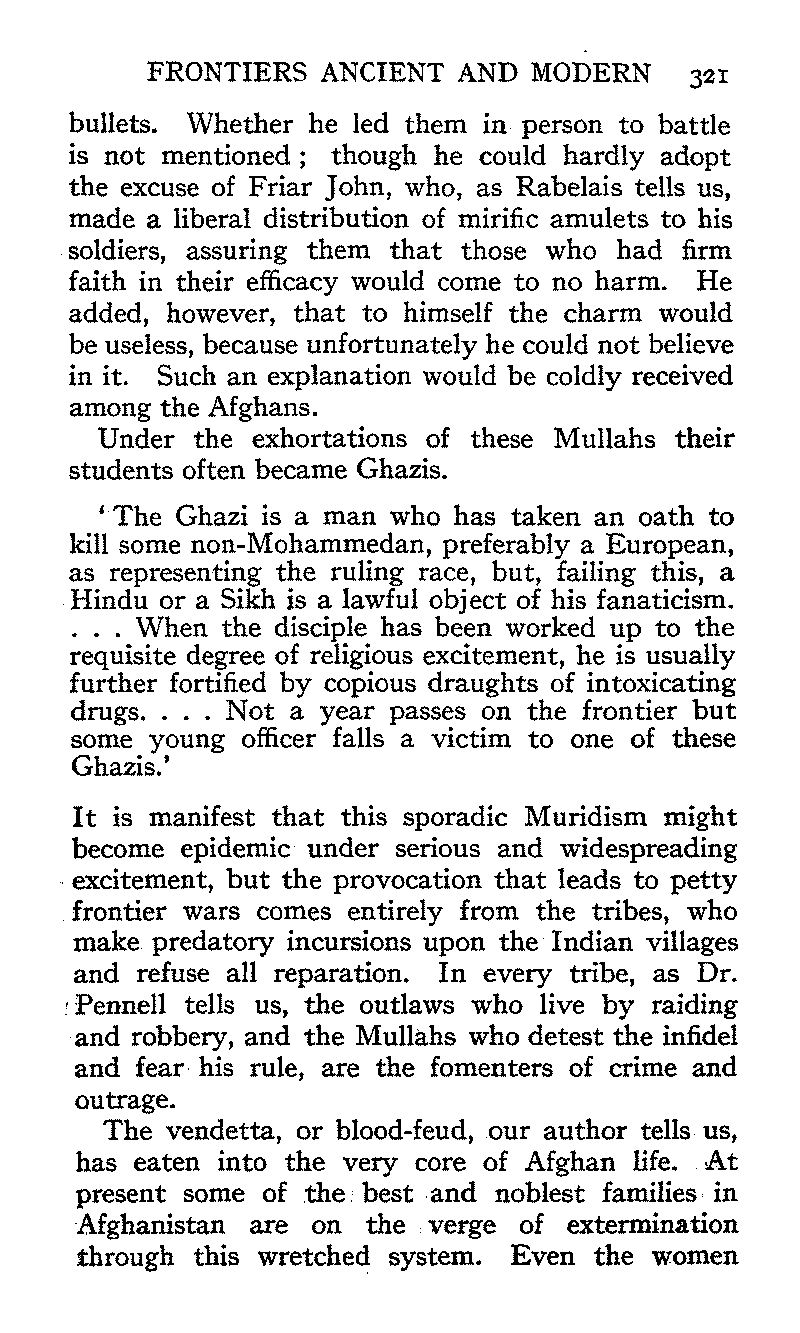 FRONTIERS ANCIENT AND MODERN 321
bullets. Whether he led them in person to battle
is not mentioned ; though he could hardly adopt
the excuse of Friar John, who, as Rabelais tells us,
made a liberal distribution of mirific amulets to his
soldiers, assuring them that those who had firm
faith in their efficacy would come to no harm. He
added, however, that to himself the charm would
be useless, because unfortunately he could not believe
in it. Such an explanation would be coldly received
among the Afghans.
Under the exhortations of these Mullahs their
students often became Ghazis.
‘ The Ghazi is a man who has taken an oath to
kill some non-Mohammedan, preferably a European,
as representing the ruling race, but, failing this, a
Hindu or a Sikh is a lawful object of his fanaticism.
. . . When the disciple has been worked up to the
requisite degree of religious excitement, he is usually
further fortified by copious draughts of intoxicating
drugs. . . . Not a year passes on the frontier but
some young officer falls a victim to one of these
Ghazis.’
It is manifest that this sporadic Muridism might
become epidemic under serious and widespreading
excitement, but the provocation that leads to petty
frontier wars comes entirely from the tribes, who
make predatory incursions upon the Indian villages
and refuse all reparation. In every tribe, as Dr.
Pennell tells us, the outlaws who live by raiding
and robbery, and the Mullahs who detest the infidel
and fear his rule, are the fomenters of crime and
outrage.
The vendetta, or blood-feud, our author tells us,
has eaten into the very core of Afghan life. At
present some of the best and noblest families in
Afghanistan are on the verge of extermination
through this wretched system. Even the women